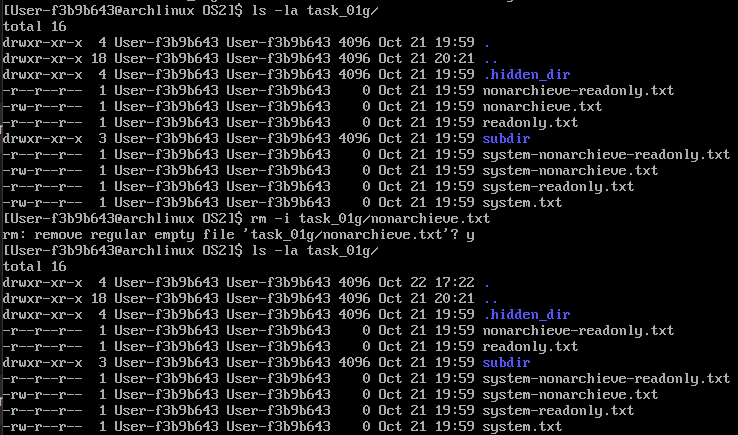 [User-f3b9b643@archlinux OS2]$ ls -la task_01g/
total 16
drwxr-xr-x  4 User-f3b9b643 User-f3b9b643 4096 Oct 21 19:59 .
drwxr-xr-x 18 User-f3b9b643 User-f3b9b643 4096 Oct 21 20:21 ..
drwxr-xr-x  4 User-f3b9b643 User-f3b9b643 4096 Oct 21 19:59 .hidden_dir
-r--r--r--  1 User-f3b9b643 User-f3b9b643    0 Oct 21 19:59 nonarchieve-readonly.txt
-rw-r--r--  1 User-f3b9b643 User-f3b9b643    0 Oct 21 19:59 nonarchieve.txt
-r--r--r--  1 User-f3b9b643 User-f3b9b643    0 Oct 21 19:59 readonly.txt
drwxr-xr-x  3 User-f3b9b643 User-f3b9b643 4096 Oct 21 19:59 subdir
-r--r--r--  1 User-f3b9b643 User-f3b9b643    0 Oct 21 19:59 system-nonarchieve-readonly.txt
-rw-r--r--  1 User-f3b9b643 User-f3b9b643    0 Oct 21 19:59 system-nonarchieve.txt
-r--r--r--  1 User-f3b9b643 User-f3b9b643    0 Oct 21 19:59 system-readonly.txt
-rw-r--r--  1 User-f3b9b643 User-f3b9b643    0 Oct 21 19:59 system.txt
[User-f3b9b643@archlinux OS2]$ rm -i task_01g/nonarchieve.txt
rm: remove regular empty file 'task_01g/nonarchieve.txt'? y
[User-f3b9b643@archlinux OS2]$ ls -la task_01g/
total 16
drwxr-xr-x  4 User-f3b9b643 User-f3b9b643 4096 Oct 22 17:22 .
drwxr-xr-x 18 User-f3b9b643 User-f3b9b643 4096 Oct 21 20:21 ..
drwxr-xr-x  4 User-f3b9b643 User-f3b9b643 4096 Oct 21 19:59 .hidden_dir
-r--r--r--  1 User-f3b9b643 User-f3b9b643    0 Oct 21 19:59 nonarchieve-readonly.txt
-r--r--r--  1 User-f3b9b643 User-f3b9b643    0 Oct 21 19:59 readonly.txt
drwxr-xr-x  3 User-f3b9b643 User-f3b9b643 4096 Oct 21 19:59 subdir
-r--r--r--  1 User-f3b9b643 User-f3b9b643    0 Oct 21 19:59 system-nonarchieve-readonly.txt
-rw-r--r--  1 User-f3b9b643 User-f3b9b643    0 Oct 21 19:59 system-nonarchieve.txt
-r--r--r--  1 User-f3b9b643 User-f3b9b643    0 Oct 21 19:59 system-readonly.txt
-rw-r--r--  1 User-f3b9b643 User-f3b9b643    0 Oct 21 19:59 system.txt